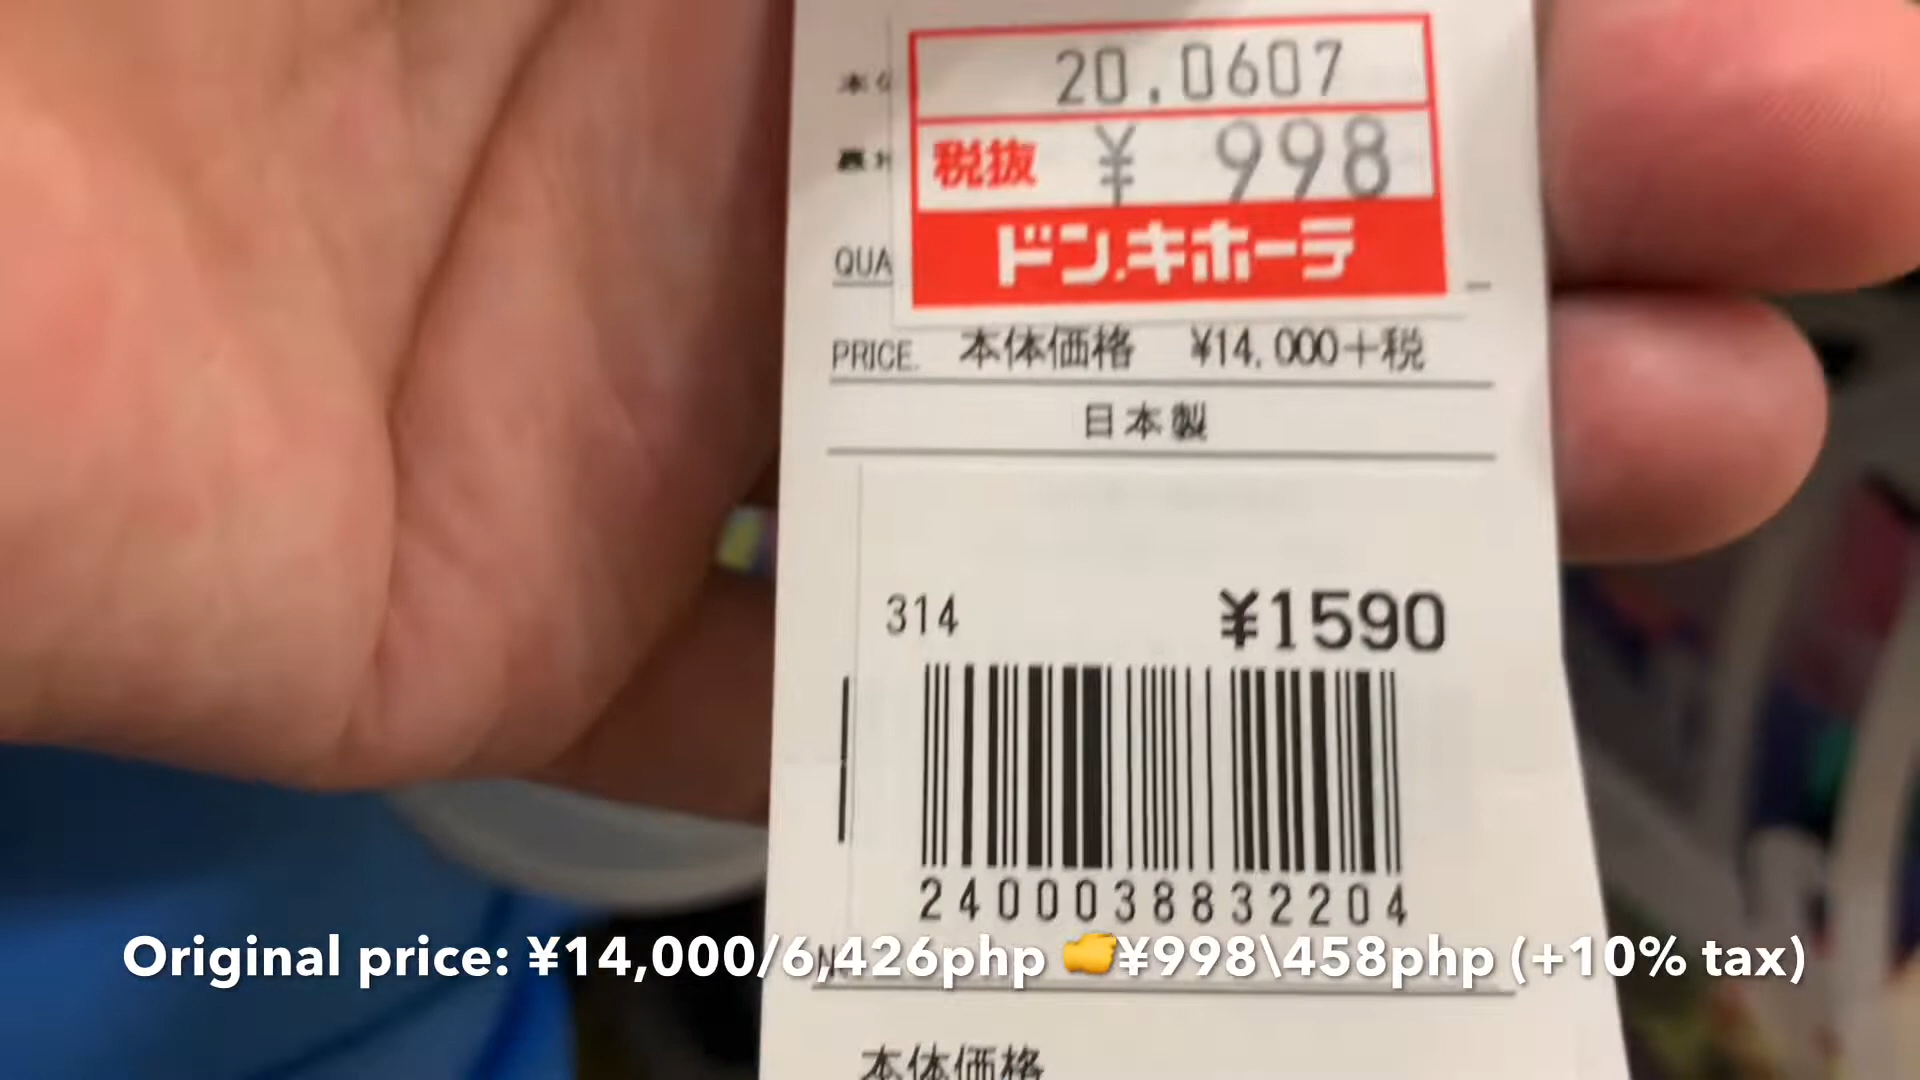 20.0607
税抜 ¥ 998
ドン.キホーテ
QUA
PRICE. 本体価格 ¥14,000+税
日本製
314 ¥1590
2400038832204
Original price: ¥14,000/6,426php 👉¥998\458php (+10% tax)
本体価格